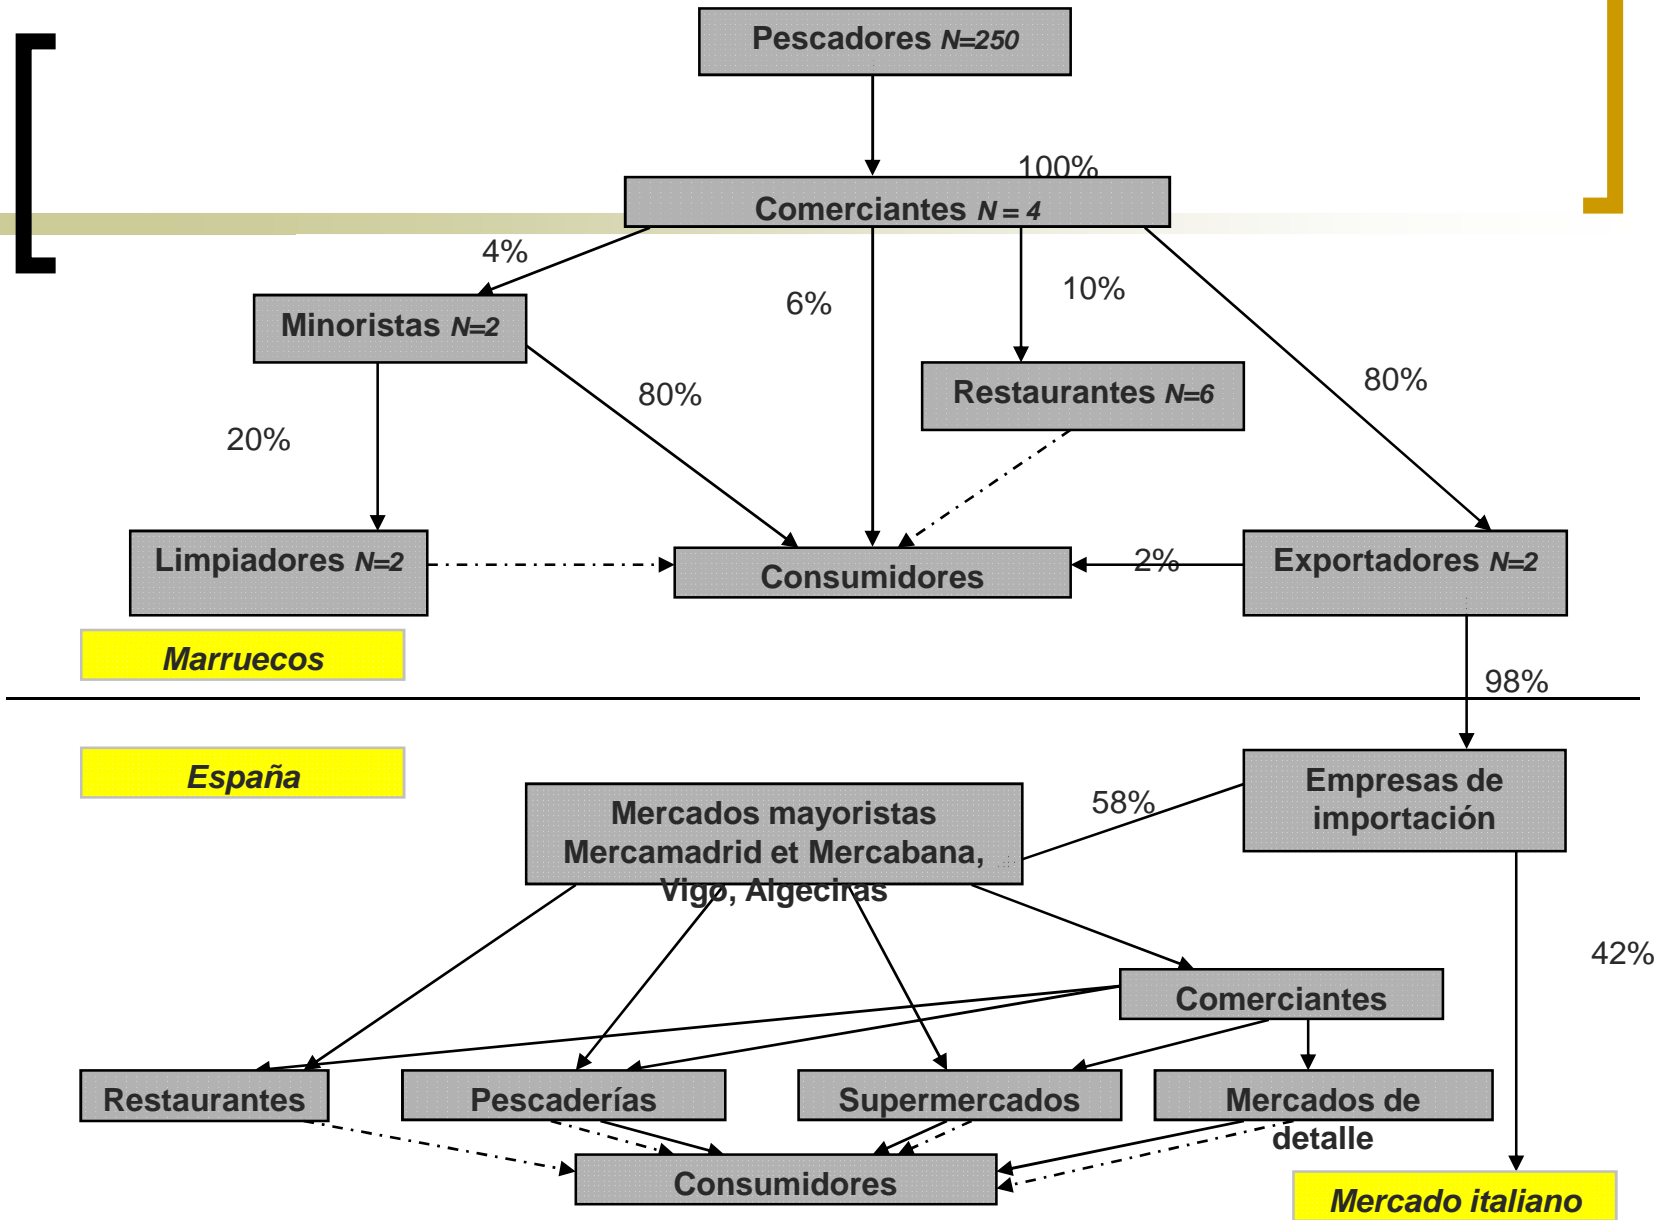 Pescadores N=250
100%
Comerciantes N = 4
4%
6%
10%
Minoristas N=2
80%
Restaurantes N=6
80%
20%
Limpiadores N=2
Consumidores
2%
Exportadores N=2
Marruecos
98%
España
Empresas de
importación
58%
Mercados mayoristas
Mercamadrid et Mercabana,
Vigo, Algeciras
42%
Comerciantes
Restaurantes
Pescaderías
Supermercados
Mercados de
detalle
Consumidores
Mercado italiano